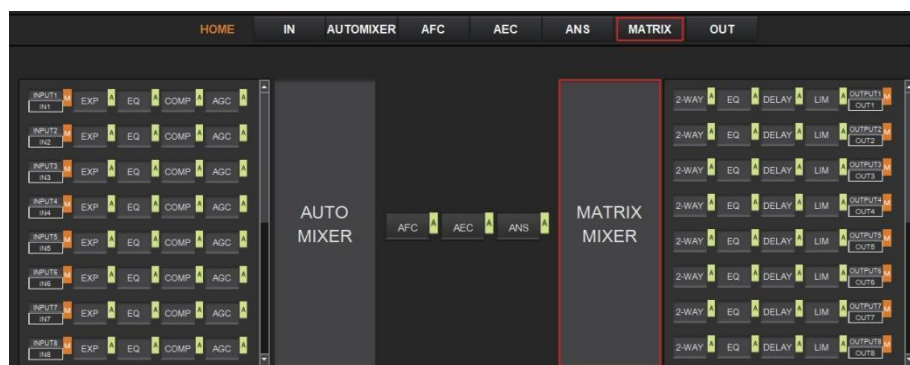 HOME IN AUTOMIXER AFC AEC ANS MATRIX OUT
INPUT1 M EXP A EQ A COMP A AGC A
IN1
INPUT2 M EXP A EQ A COMP A AGC A
IN2
INPUT3 M EXP A EQ A COMP A AGC A
IN3
INPUT4 M EXP A EQ A COMP A AGC A
IN4
INPUT5 M EXP A EQ A COMP A AGC A
IN5
INPUT6 M EXP A EQ A COMP A AGC A
IN6
INPUT7 M EXP A EQ A COMP A AGC A
IN7
INPUT8 M EXP A EQ A COMP A AGC A
IN8
AUTO
MIXER
AFC A AEC A ANS A
MATRIX
MIXER
2-WAY A EQ A DELAY A LIM A OUTPUT1 M
OUT1
2-WAY A EQ A DELAY A LIM A OUTPUT2 M
OUT2
2-WAY A EQ A DELAY A LIM A OUTPUT3 M
OUT3
2-WAY A EQ A DELAY A LIM A OUTPUT4 M
OUT4
2-WAY A EQ A DELAY A LIM A OUTPUT5 M
OUT5
2-WAY A EQ A DELAY A LIM A OUTPUT6 M
OUT6
2-WAY A EQ A DELAY A LIM A OUTPUT7 M
OUT7
2-WAY A EQ A DELAY A LIM A OUTPUT8 M
OUT8